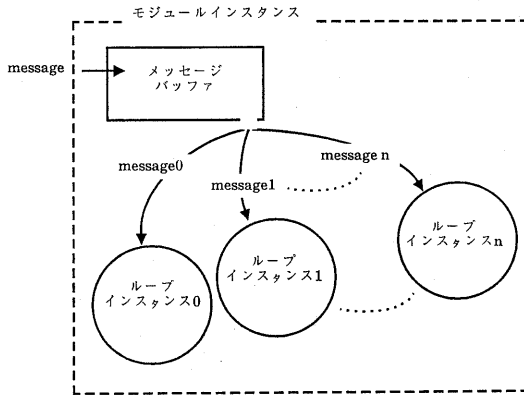 モジュールインスタンス
message
メッセージ
バッファ
message0
message1
message n
ループ
インスタンス0
ループ
インスタンス1
ループ
インスタンスn